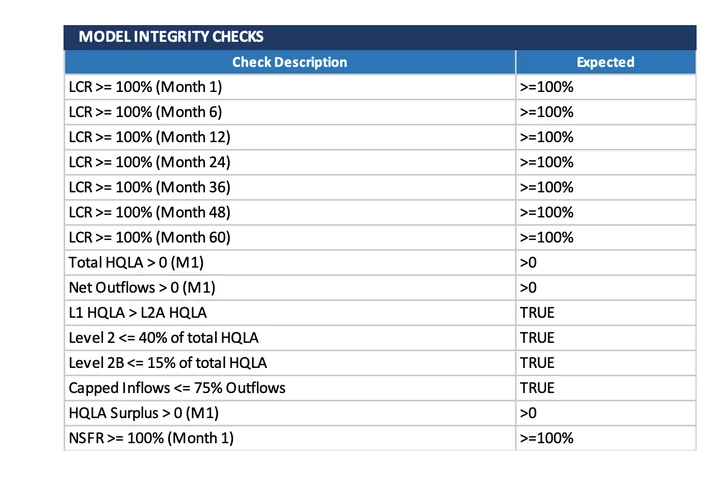 MODEL INTEGRITY CHECKS
Check Description Expected
LCR >= 100% (Month 1) >=100%
LCR >= 100% (Month 6) >=100%
LCR >= 100% (Month 12) >=100%
LCR >= 100% (Month 24) >=100%
LCR >= 100% (Month 36) >=100%
LCR >= 100% (Month 48) >=100%
LCR >= 100% (Month 60) >=100%
Total HQLA > 0 (M1) >0
Net Outflows > 0 (M1) >0
L1 HQLA > L2A HQLA TRUE
Level 2 <= 40% of total HQLA TRUE
Level 2B <= 15% of total HQLA TRUE
Capped Inflows <= 75% Outflows TRUE
HQLA Surplus > 0 (M1) >0
NSFR >= 100% (Month 1) >=100%